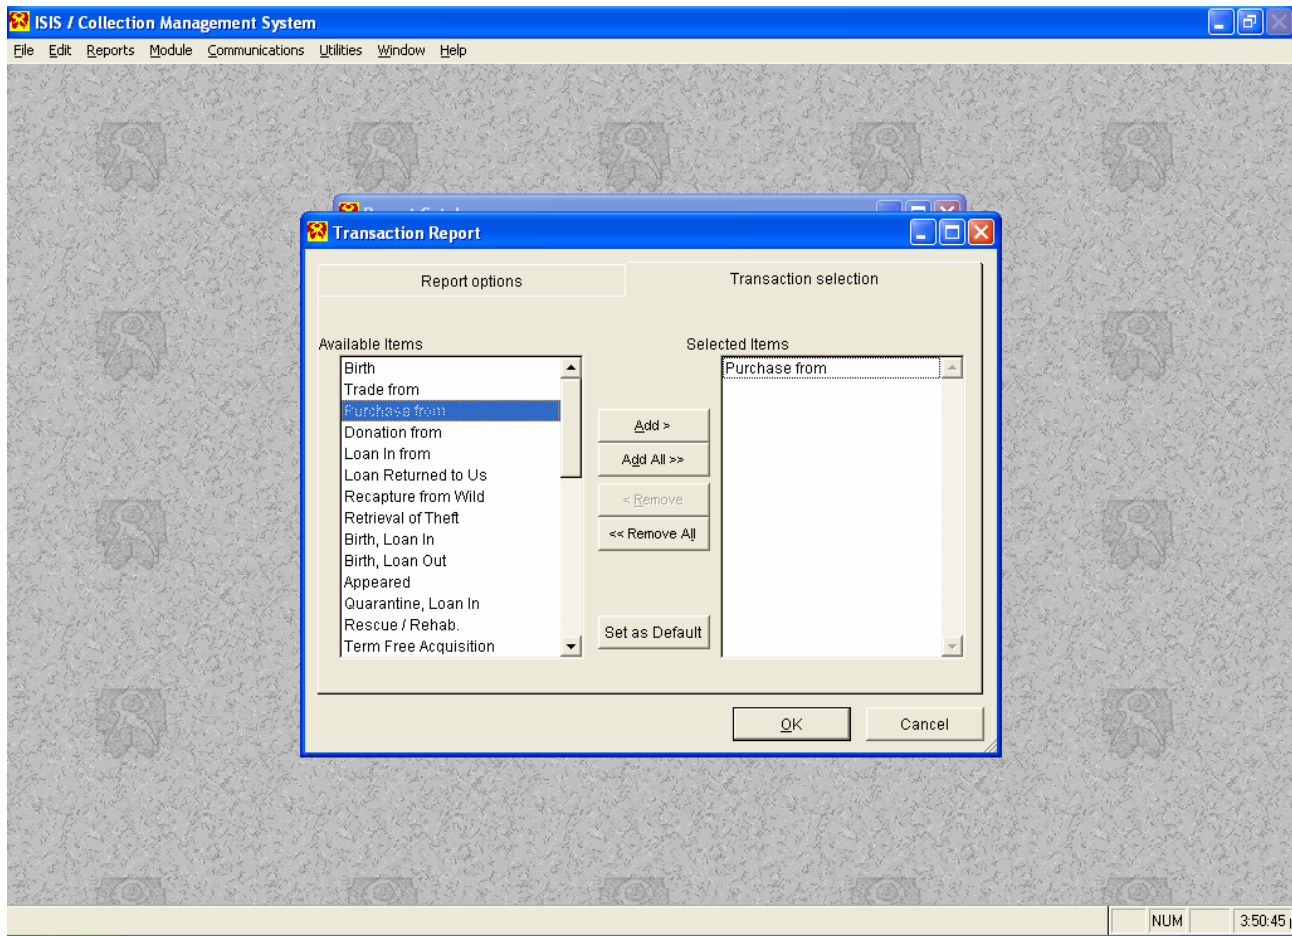 ISIS / Collection Management System
File Edit Reports Module Communications Utilities Window Help
Transaction Report
Report options
Transaction selection
Available Items
Selected Items
Birth
Trade from
Purchase from
Donation from
Loan In from
Loan Returned to Us
Recapture from Wild
Retrieval of Theft
Birth, Loan In
Birth, Loan Out
Appeared
Quarantine, Loan In
Rescue / Rehab.
Term Free Acquisition
Add >
Add All >>
< Remove
<< Remove All
Set as Default
Purchase from
OK
Cancel
NUM
3:50:45